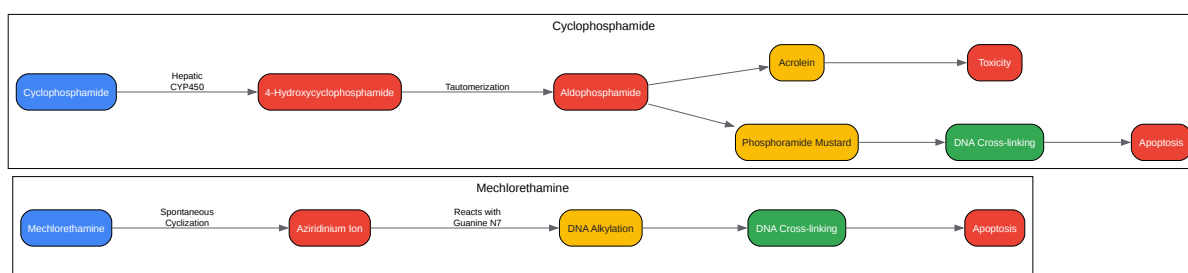 Cyclophosphamide
Cyclophosphamide
Hepatic
CYP450
4-Hydroxycyclophosphamide
Tautomerization
Aldophosphamide
Acrolein
Toxicity
Phosphoramide Mustard
DNA Cross-linking
Apoptosis
Mechlorethamine
Mechlorethamine
Spontaneous
Cyclization
Aziridinium Ion
Reacts with
Guanine N7
DNA Alkylation
DNA Cross-linking
Apoptosis